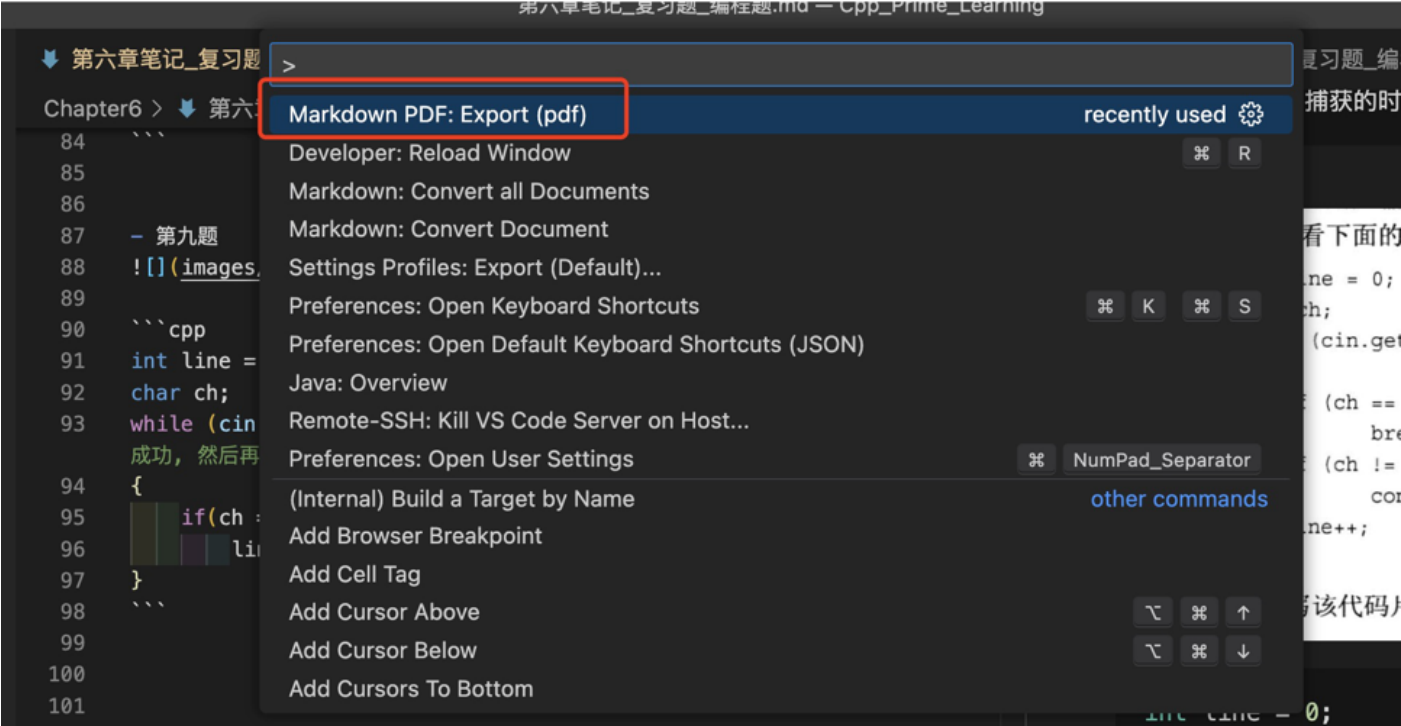 第六章笔记_复习题_编程题.md — Cpp_Prime_Learning
第六章笔记_复习题
>
复习题_编
Chapter6 > 第六
Markdown PDF: Export (pdf)
recently used
捕获的时
84 ```
Developer: Reload Window
⌘ R
85
Markdown: Convert all Documents
86
Markdown: Convert Document
87 - 第九题
看下面的
88 ![](images/
Settings Profiles: Export (Default)...
ne = 0;
89
Preferences: Open Keyboard Shortcuts
⌘ K ⌘ S
ch;
90 ```cpp
Preferences: Open Default Keyboard Shortcuts (JSON)
(cin.get
91 int line =
Java: Overview
92 char ch;
(ch ==
93 while (cin
Remote-SSH: Kill VS Code Server on Host...
bre
成功, 然后再
Preferences: Open User Settings
⌘ NumPad_Separator
(ch !=
94 {
(Internal) Build a Target by Name
other commands
con
95 if(ch =
Add Browser Breakpoint
ne++;
96 li
Add Cell Tag
97 }
98 ```
Add Cursor Above
⌥ ⌘ ↑
该代码片
99
Add Cursor Below
⌥ ⌘ ↓
100
Add Cursors To Bottom
101
int line = 0;